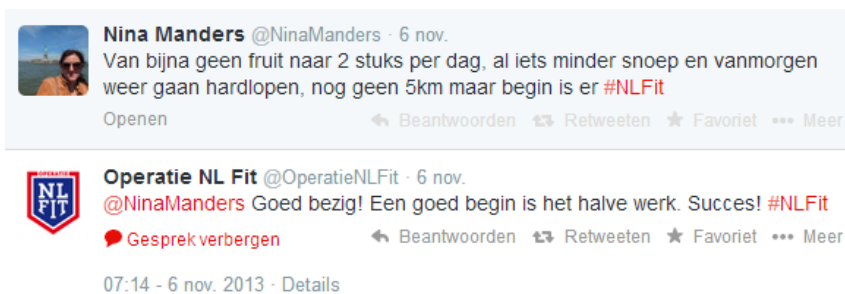 Nina Manders @NinaManders · 6 nov.
Van bijna geen fruit naar 2 stuks per dag, al iets minder snoep en vanmorgen
weer gaan hardlopen, nog geen 5km maar begin is er #NLFit
Openen Beantwoorden Retweeten Favoriet ••• Meer
OPERATIE
NL
FIT
Operatie NL Fit @OperatieNLFit · 6 nov.
@NinaManders Goed bezig! Een goed begin is het halve werk. Succes! #NLFit
Gesprek verbergen Beantwoorden Retweeten Favoriet ••• Meer
07:14 - 6 nov. 2013 · Details